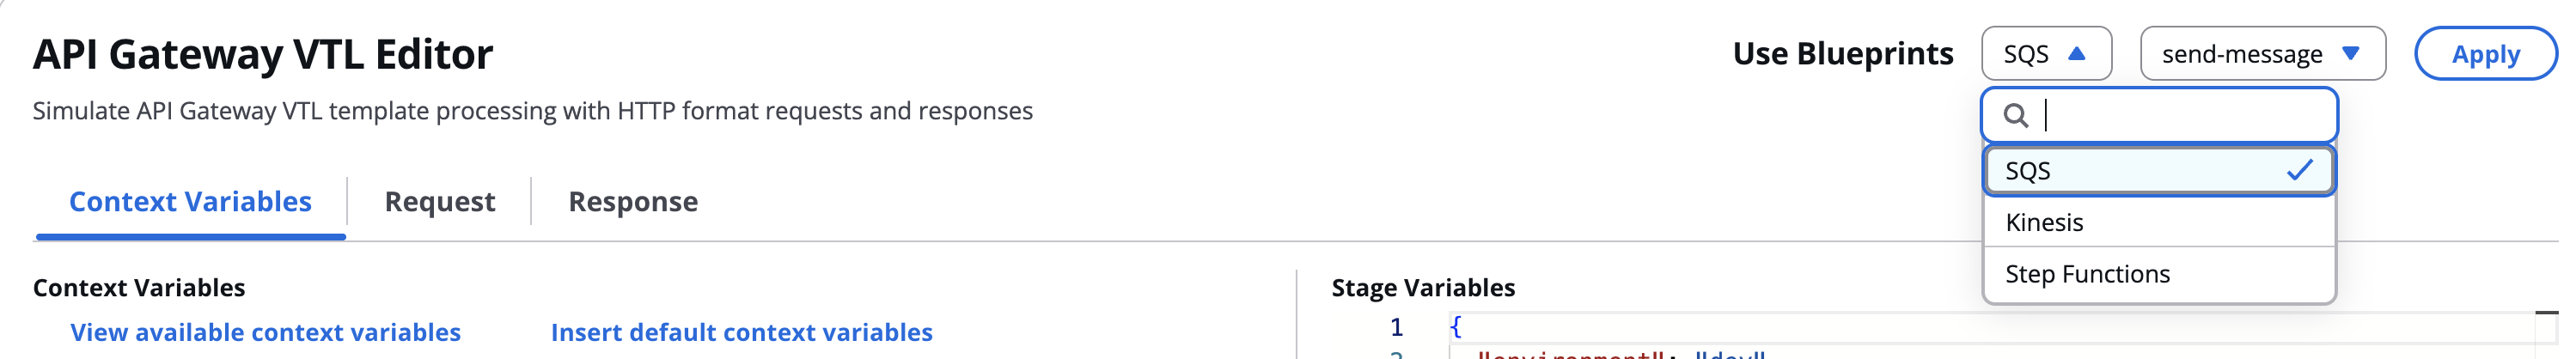 API Gateway VTL Editor
Use Blueprints
SQS
send-message
Apply
Simulate API Gateway VTL template processing with HTTP format requests and responses
SQS
Kinesis
Step Functions
Context Variables
Request
Response
Context Variables
View available context variables
Insert default context variables
Stage Variables
1 {
2 "environment": "dev"